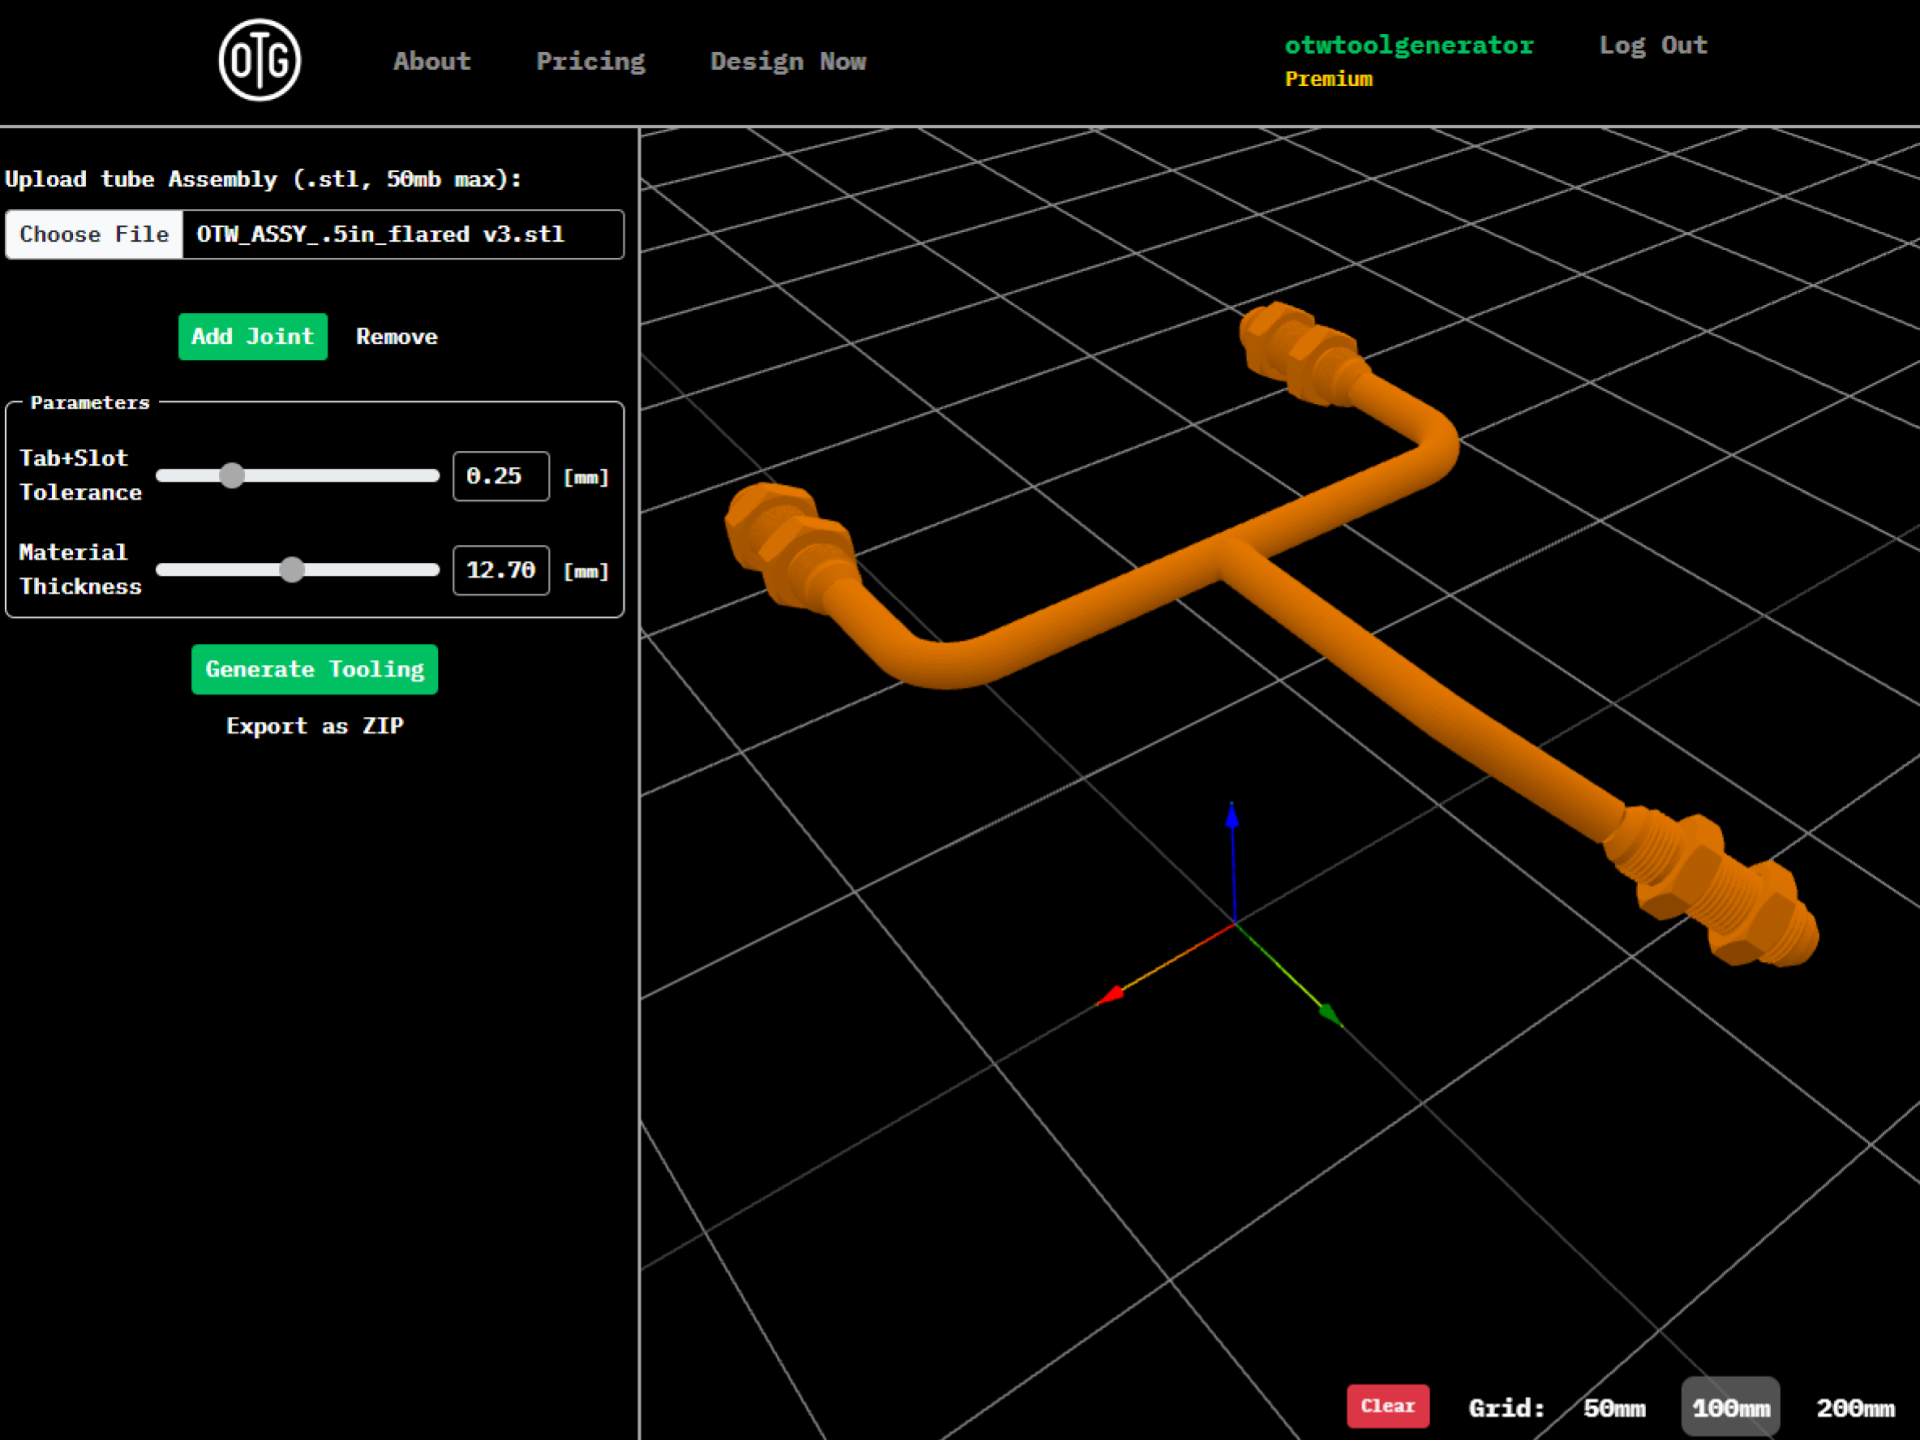 OTG
About
Pricing
Design Now
otwtoolgenerator
Premium
Log Out
Upload tube Assembly (.stl, 50mb max):
Choose File OTW_ASSY_.5in_flared v3.stl
Add Joint
Remove
Parameters
Tab+Slot
Tolerance
0.25 [mm]
Material
Thickness
12.70 [mm]
Generate Tooling
Export as ZIP
Clear
Grid: 50mm 100mm 200mm